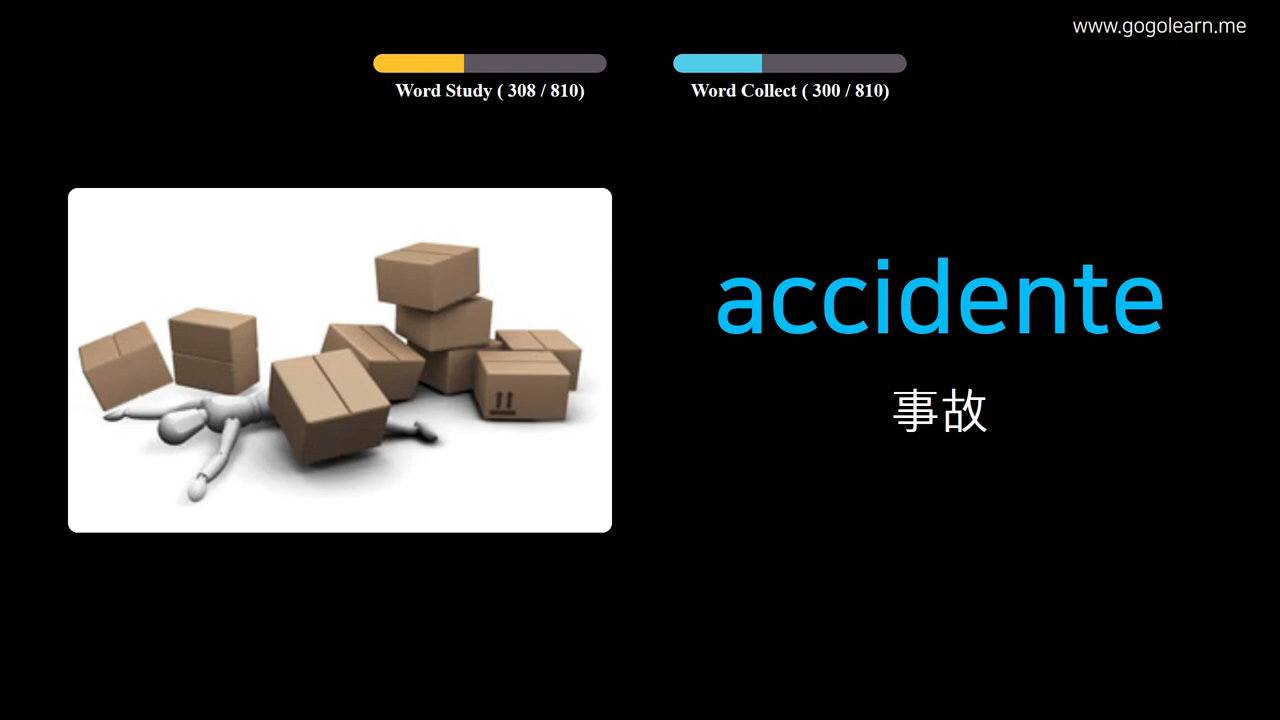 www.gogolearn.me
Word Study ( 308 / 810)
Word Collect ( 300 / 810)
accidente
事故